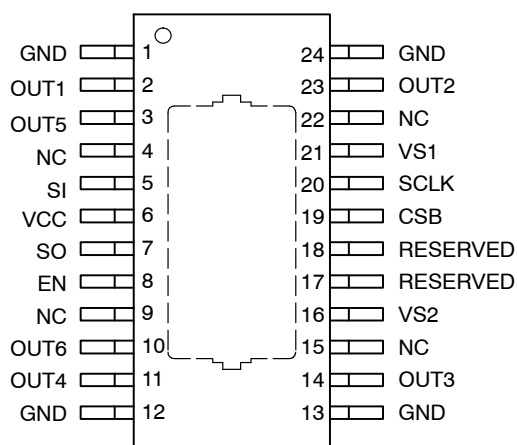 GND 1 24 GND
OUT1 2 23 OUT2
OUT5 3 22 NC
NC 4 21 VS1
SI 5 20 SCLK
VCC 6 19 CSB
SO 7 18 RESERVED
EN 8 17 RESERVED
NC 9 16 VS2
OUT6 10 15 NC
OUT4 11 14 OUT3
GND 12 13 GND